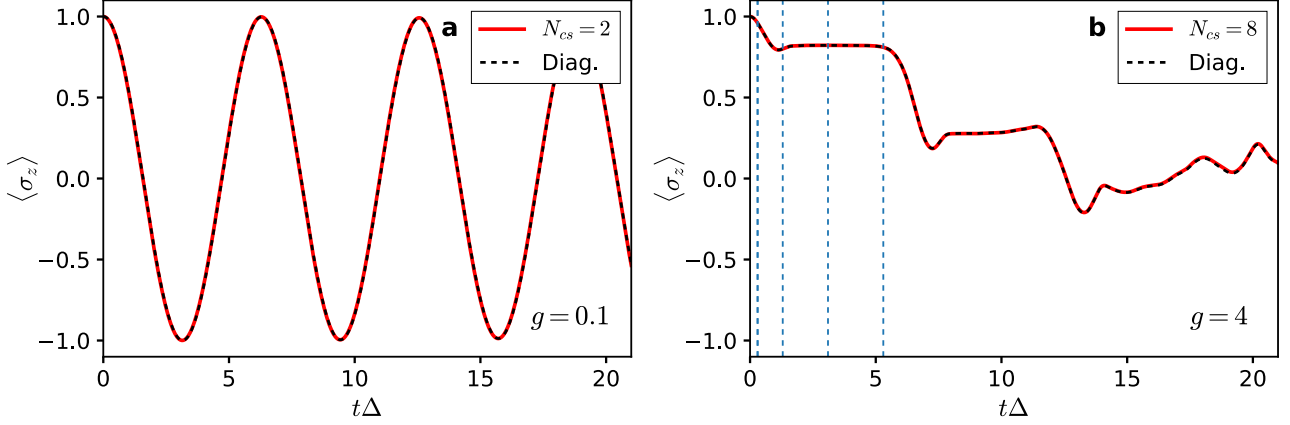 a
N_cs = 2
Diag.
1.0
0.5
0.0
−0.5
−1.0
⟨σ_z⟩
g = 0.1
0 5 10 15 20
tΔ
b
N_cs = 8
Diag.
1.0
0.5
0.0
−0.5
−1.0
⟨σ_z⟩
g = 4
0 5 10 15 20
tΔ